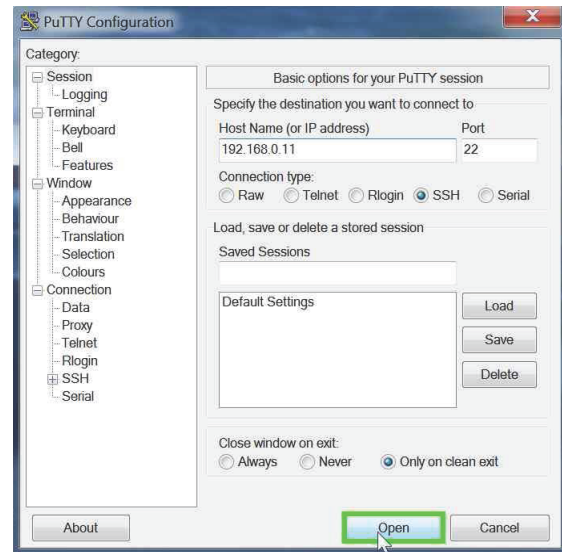 PuTTY Configuration
Category:
Session
Logging
Terminal
Keyboard
Bell
Features
Window
Appearance
Behaviour
Translation
Selection
Colours
Connection
Data
Proxy
Telnet
Rlogin
SSH
Serial
Basic options for your PuTTY session
Specify the destination you want to connect to
Host Name (or IP address) Port
192.168.0.11 22
Connection type:
Raw Telnet Rlogin SSH Serial
Load, save or delete a stored session
Saved Sessions
Default Settings
Load
Save
Delete
Close window on exit:
Always Never Only on clean exit
About Open Cancel